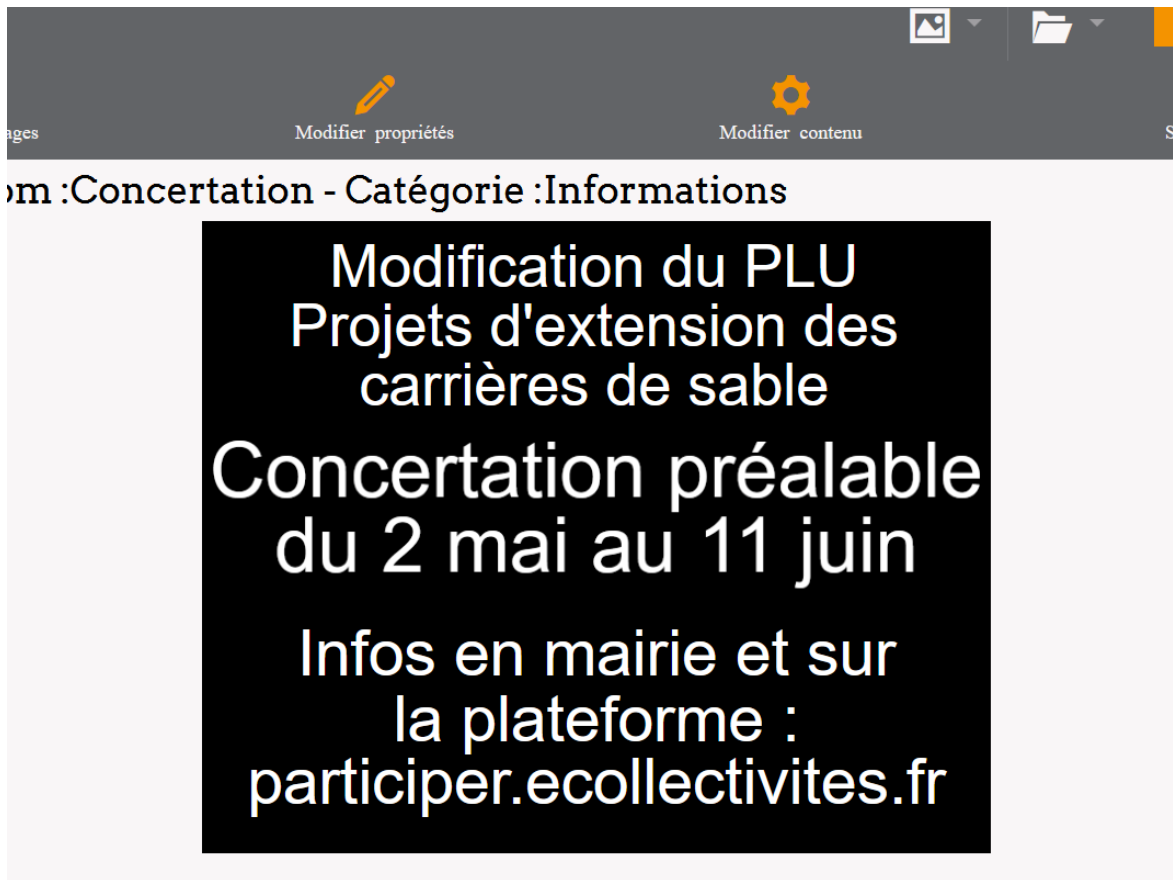 ages
Modifier propriétés
Modifier contenu
S
om :Concertation - Catégorie :Informations
Modification du PLU
Projets d'extension des
carrières de sable
Concertation préalable
du 2 mai au 11 juin
Infos en mairie et sur
la plateforme :
participer.ecollectivites.fr